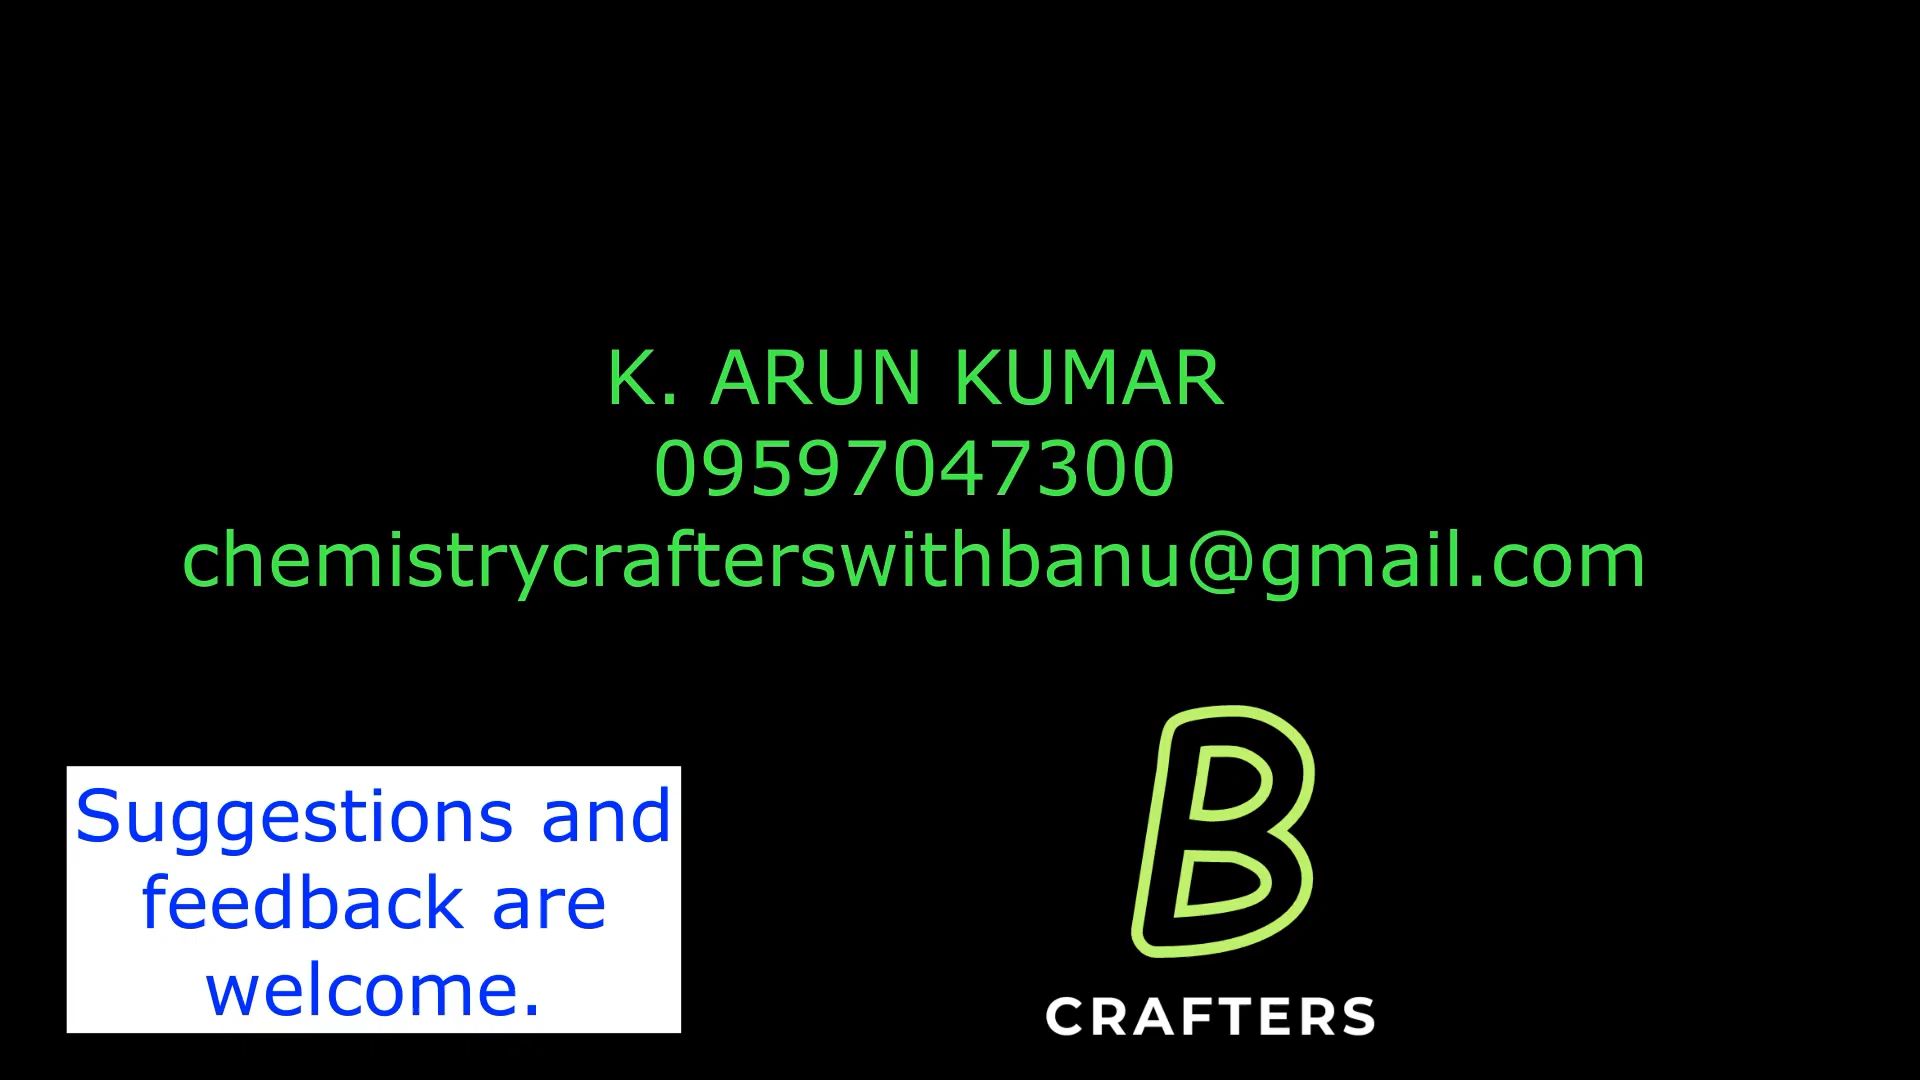 K. ARUN KUMAR
09597047300
chemistrycrafterswithbanu@gmail.com
Suggestions and
feedback are
welcome.
B
CRAFTERS